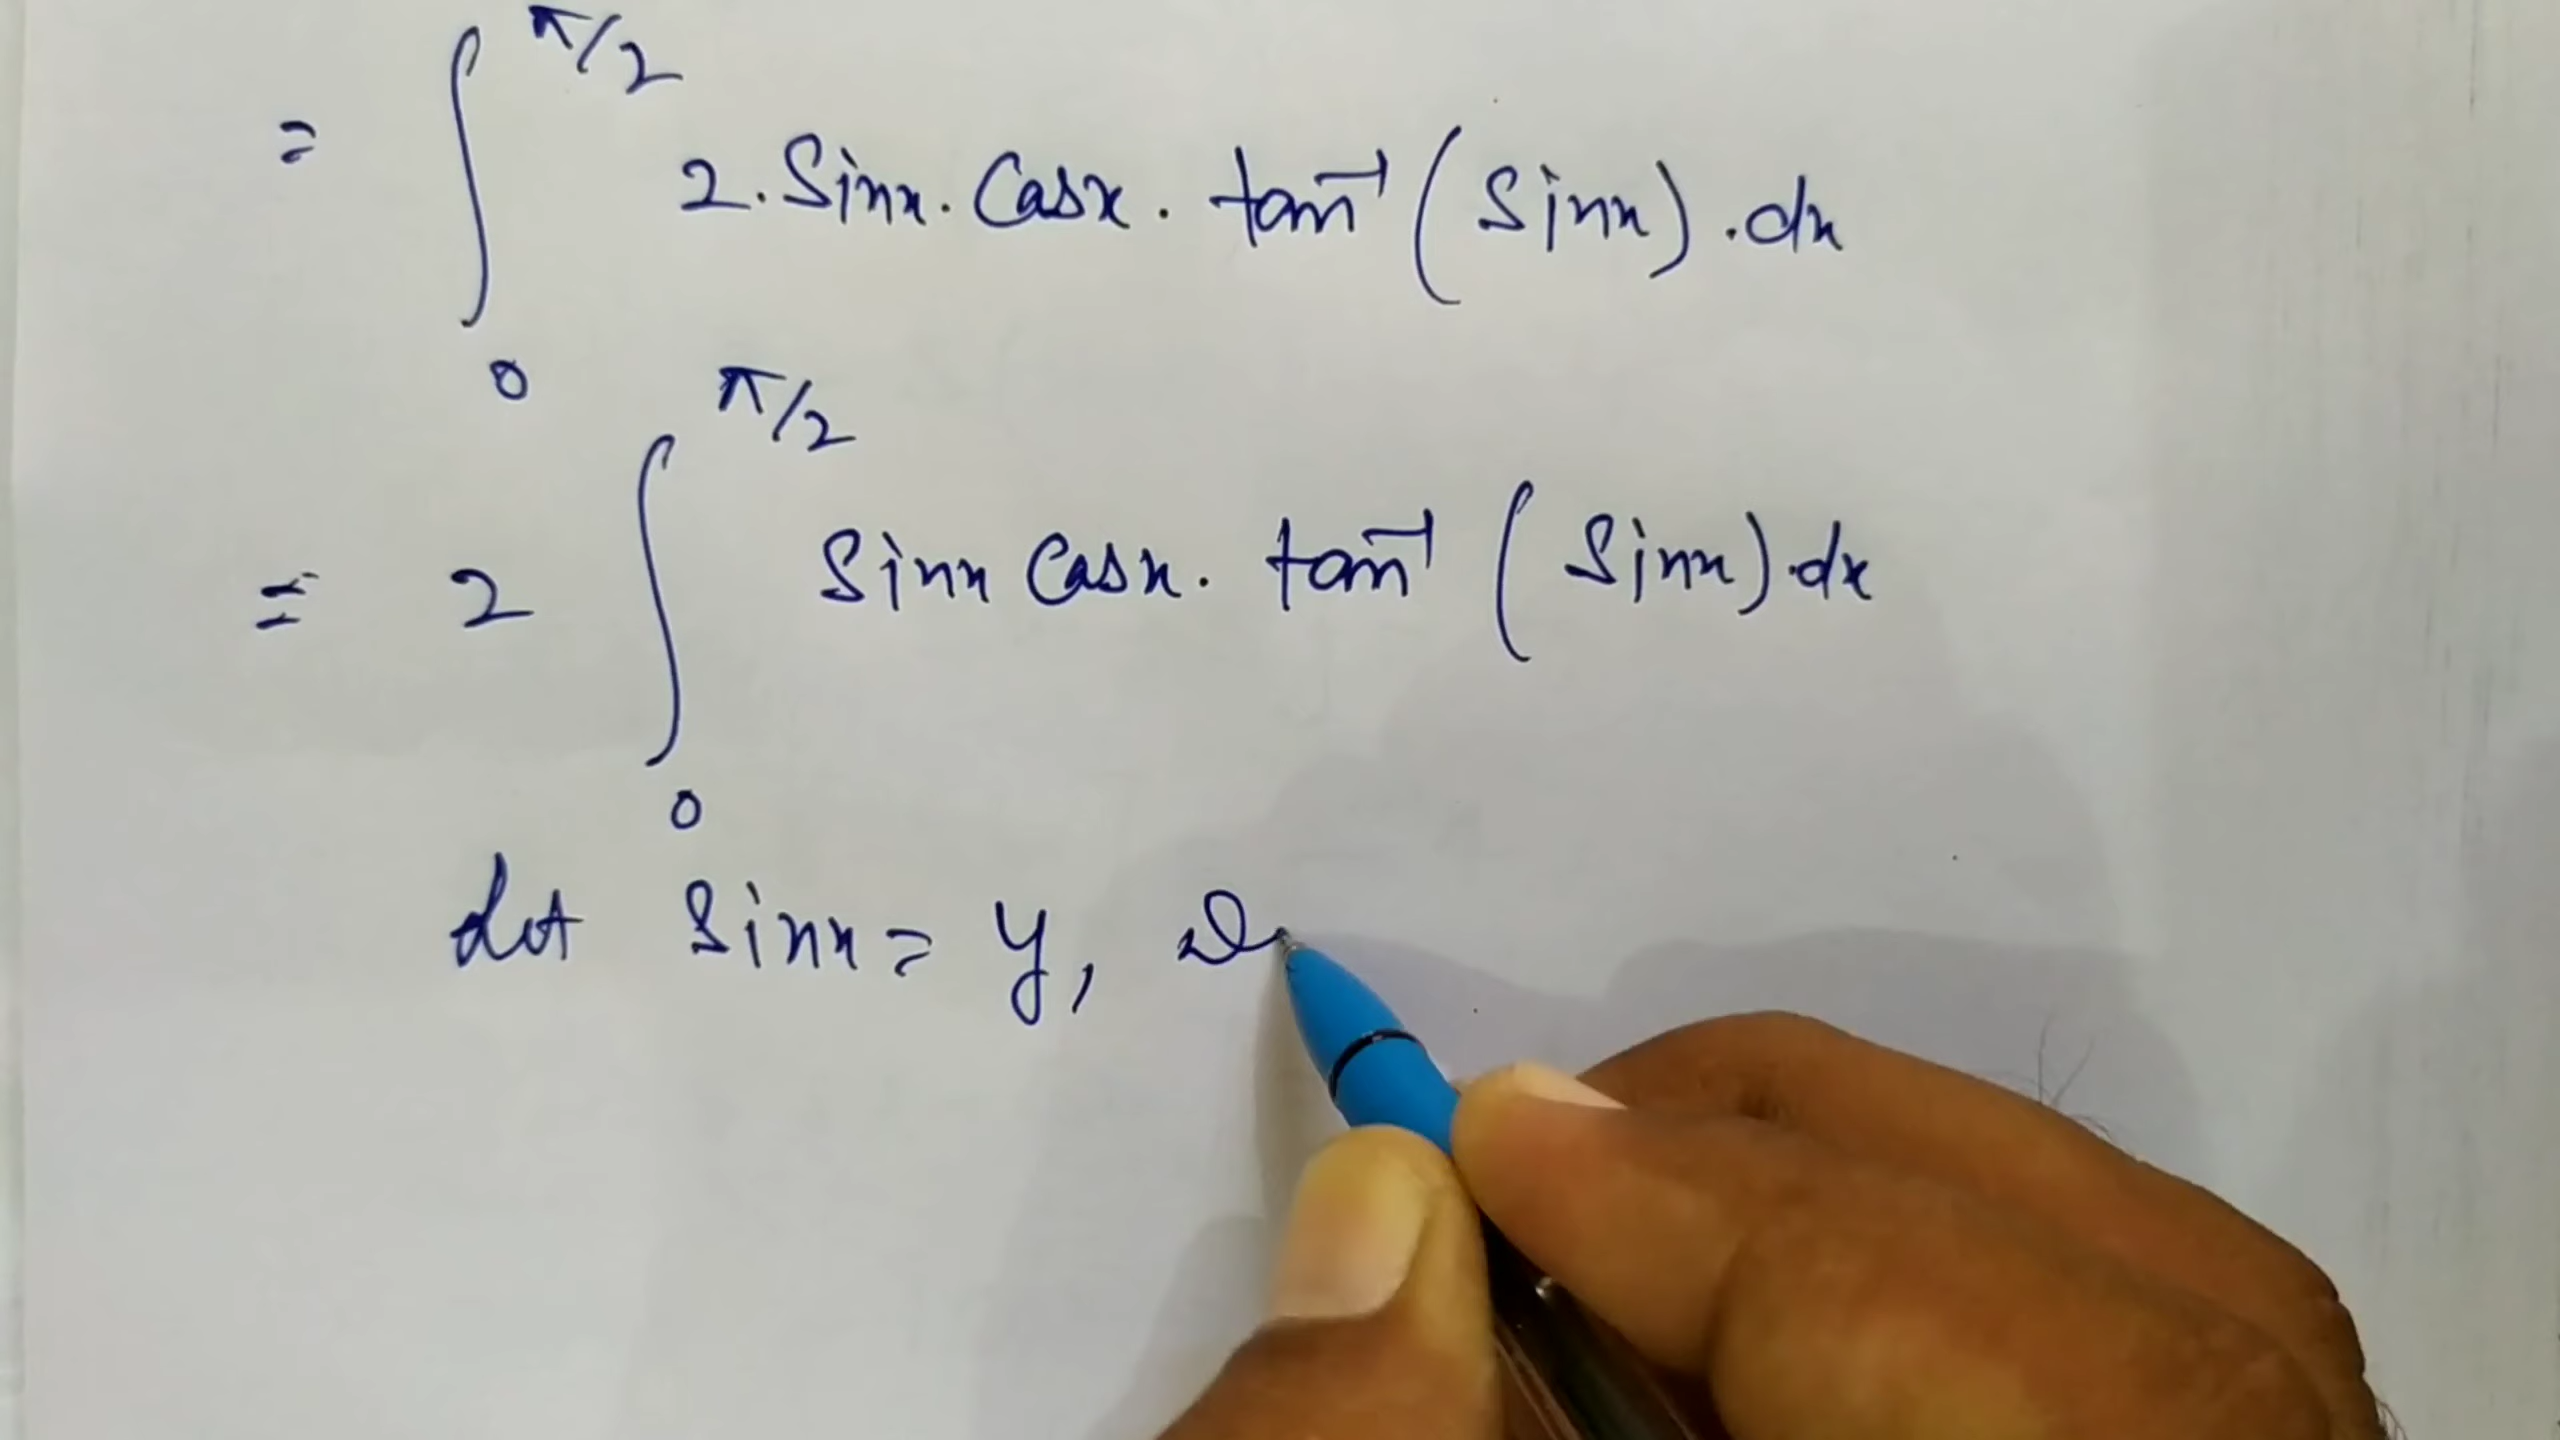 = ∫₀^{π/2} 2. Sinx. Cosx. tan⁻¹ (Sinx) .dx
= 2 ∫₀^{π/2} Sinx Cosx. tan⁻¹ (Sinx).dx
Let Sinx = y,